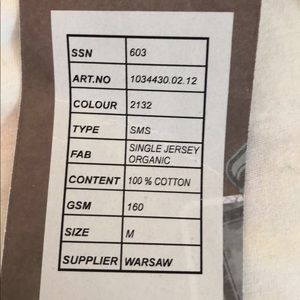 SSN 603
ART.NO 1034430.02.12
COLOUR 2132
TYPE SMS
FAB SINGLE JERSEY
ORGANIC
CONTENT 100 % COTTON
GSM 160
SIZE M
SUPPLIER WARSAW